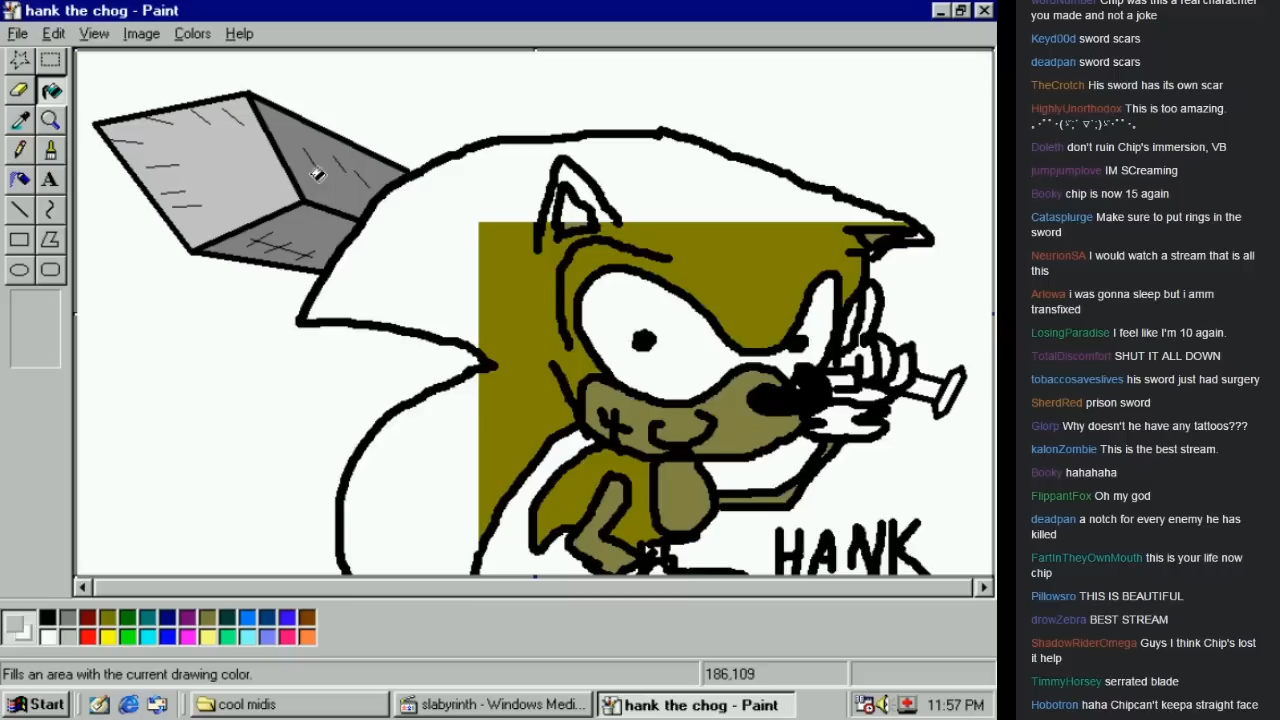 hank the chog - Paint
File Edit View Image Colors Help
HANK
Fills an area with the current drawing color.
186,109
Start
cool midis
slabyrinth - Windows Medi...
hank the chog - Paint
11:57 PM
you made and not a joke
Keyd00d sword scars
deadpan sword scars
TheCrotch His sword has its own scar
HighlyUnorthodox This is too amazing.
Doleth don't ruin Chip's immersion, VB
jumpjumplove IM SCreaming
Booky chip is now 15 again
Catasplurge Make sure to put rings in the
sword
NeurionSA I would watch a stream that is all
this
Arlowa i was gonna sleep but i amm
transfixed
LosingParadise I feel like I'm 10 again.
TotalDiscomfort SHUT IT ALL DOWN
tobaccosaveslives his sword just had surgery
SherdRed prison sword
Glorp Why doesn't he have any tattoos???
kalonZombie This is the best stream.
Booky hahahaha
FlippantFox Oh my god
deadpan a notch for every enemy he has
killed
FartInTheyOwnMouth this is your life now
chip
Pillowsro THIS IS BEAUTIFUL
drowZebra BEST STREAM
ShadowRiderOmega Guys I think Chip's lost
it help
TimmyHorsey serrated blade
Hobotron haha Chipcan't keepa straight face